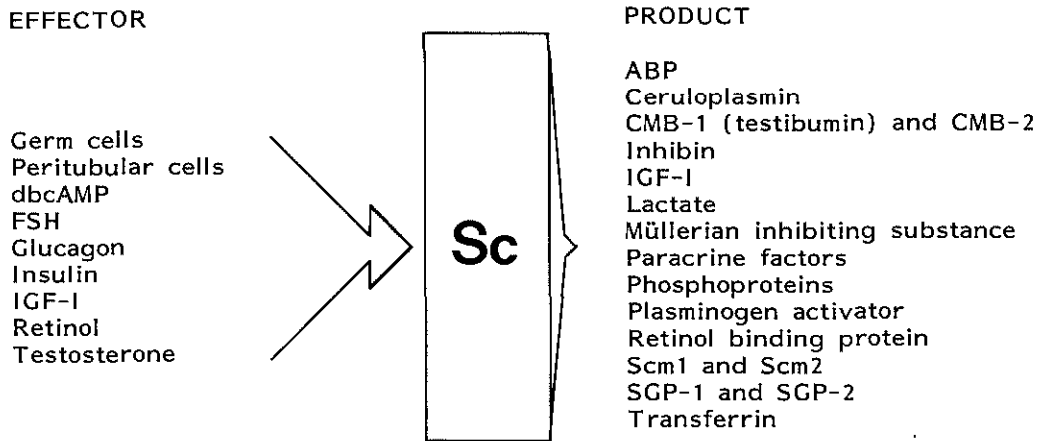 EFFECTOR
Germ cells
Peritubular cells
dbcAMP
FSH
Glucagon
Insulin
IGF-I
Retinol
Testosterone
Sc
PRODUCT
ABP
Ceruloplasmin
CMB-1 (testibumin) and CMB-2
Inhibin
IGF-I
Lactate
Müllerian inhibiting substance
Paracrine factors
Phosphoproteins
Plasminogen activator
Retinol binding protein
Scm1 and Scm2
SGP-1 and SGP-2
Transferrin